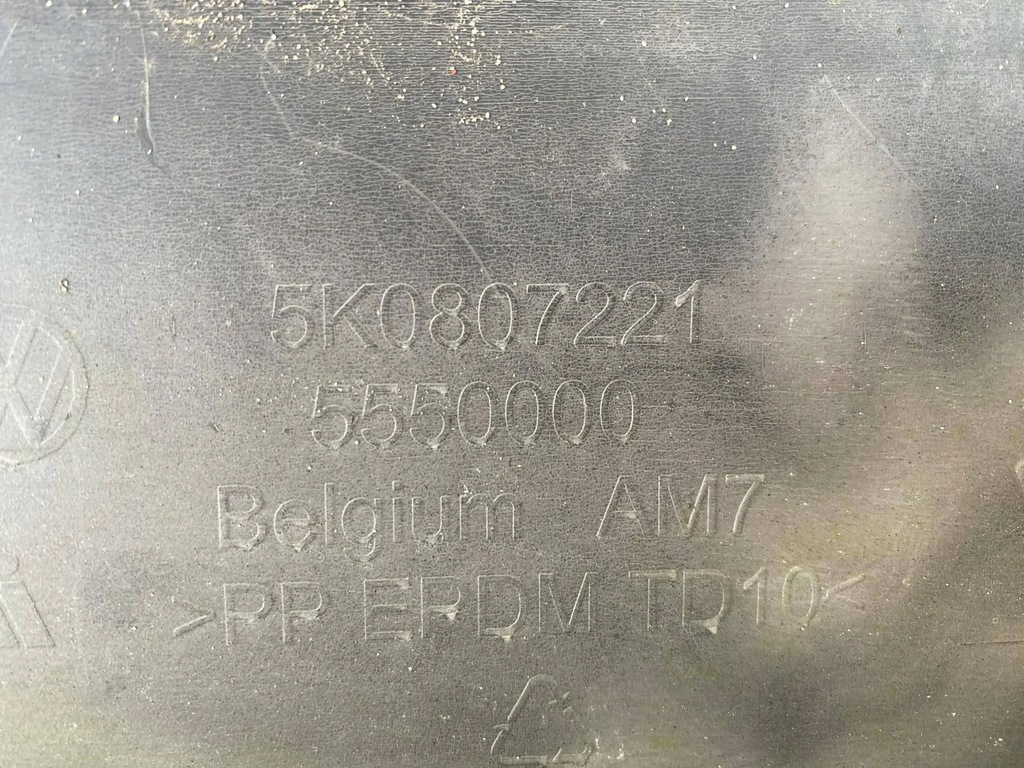 5K0807221
5550000
Belgium AM7
>PP EPDM TD10<